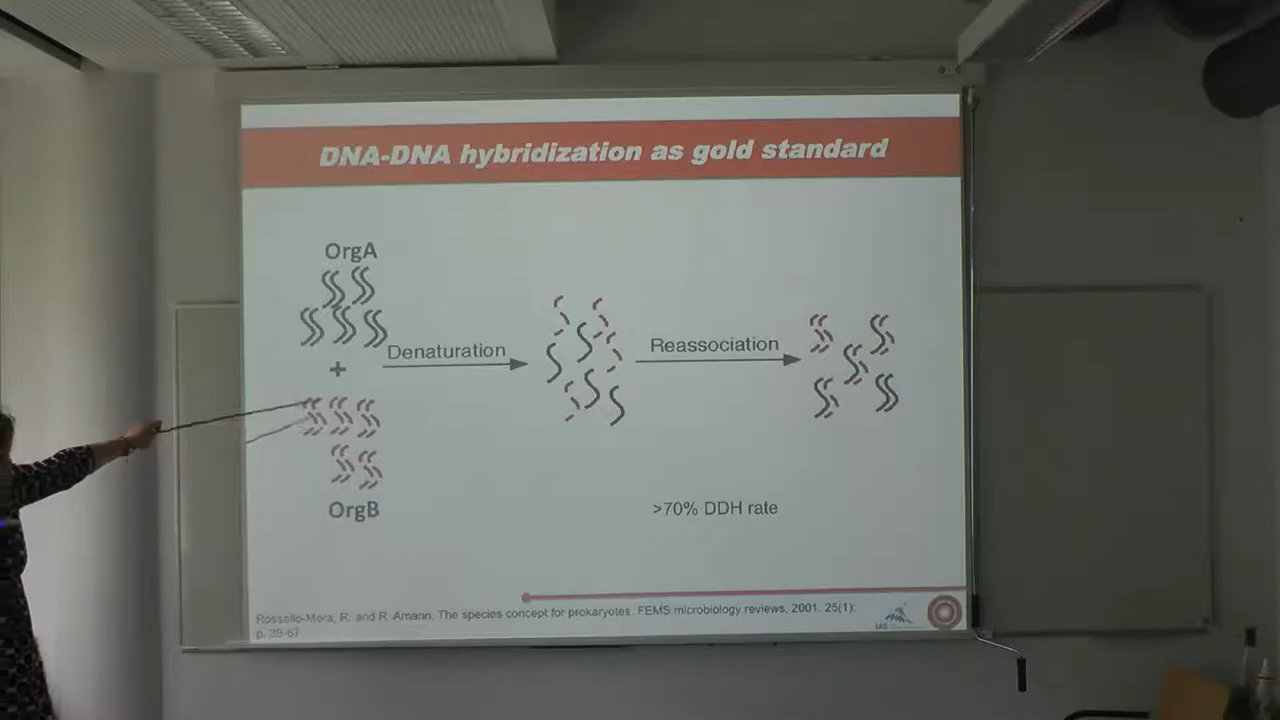 DNA-DNA hybridization as gold standard
OrgA
+
Denaturation
Reassociation
OrgB
>70% DDH rate
Rossello-Mora, R. and R. Amann, The species concept for prokaryotes. FEMS microbiology reviews, 2001. 25(1):
p. 39-67
IAS